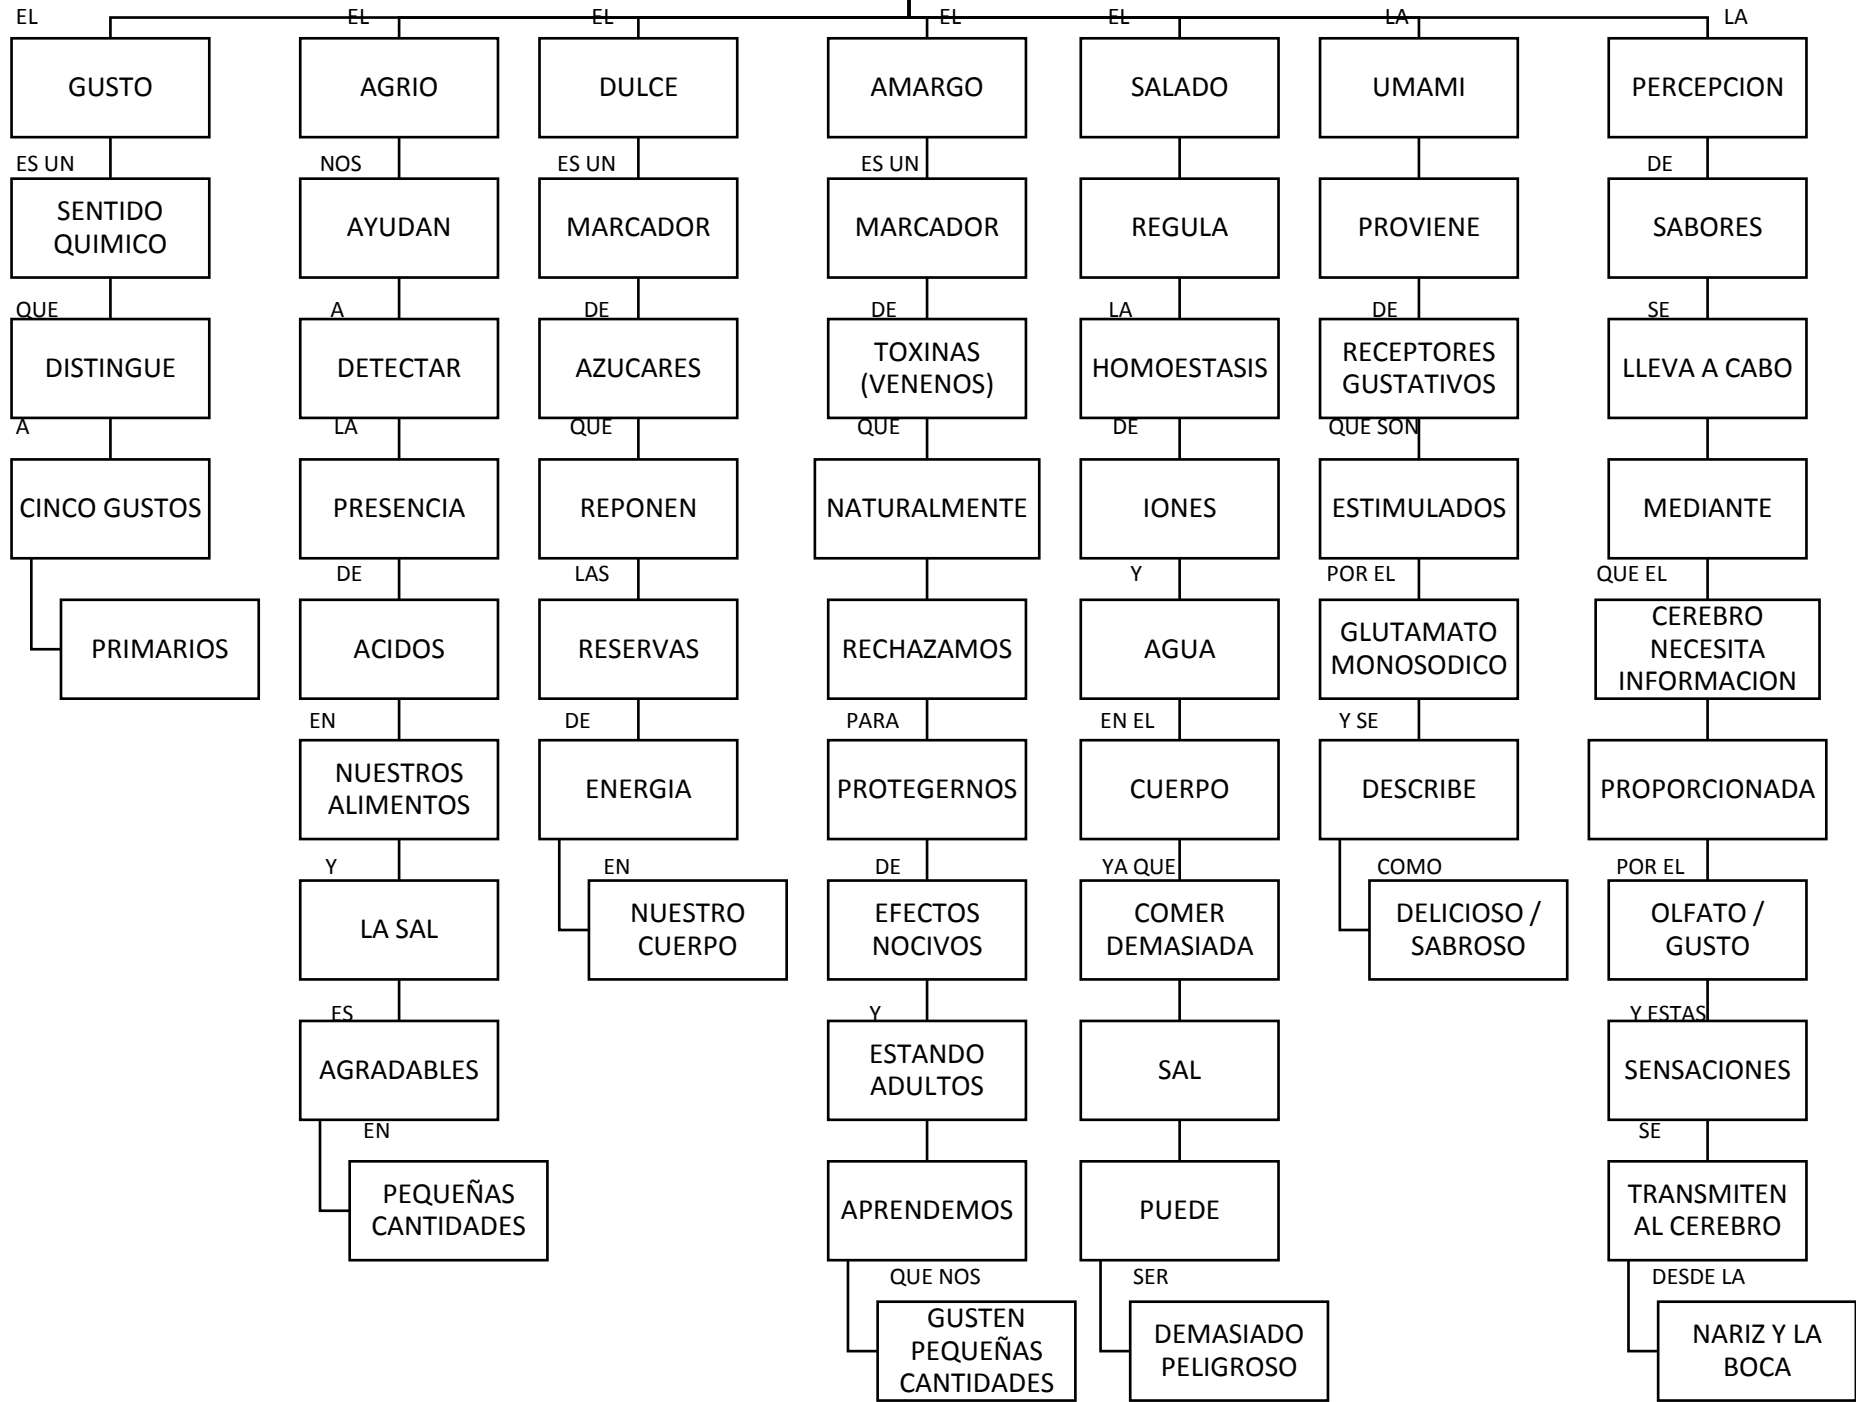 EL EL EL EL EL LA LA
GUSTO AGRIO DULCE AMARGO SALADO UMAMI PERCEPCION
ES UN NOS ES UN ES UN DE
SENTIDO
QUIMICO
AYUDAN MARCADOR MARCADOR REGULA PROVIENE SABORES
QUE A DE DE LA DE SE
DISTINGUE DETECTAR AZUCARES
TOXINAS
(VENENOS)
HOMOESTASIS
RECEPTORES
GUSTATIVOS
LLEVA A CABO
A LA QUE QUE DE QUE SON
CINCO GUSTOS PRESENCIA REPONEN NATURALMENTE IONES ESTIMULADOS MEDIANTE
DE LAS Y POR EL QUE EL
PRIMARIOS ACIDOS RESERVAS RECHAZAMOS AGUA
GLUTAMATO
MONOSODICO
CEREBRO
NECESITA
INFORMACION
EN DE PARA EN EL Y SE
NUESTROS
ALIMENTOS
ENERGIA PROTEGERNOS CUERPO DESCRIBE PROPORCIONADA
Y EN DE YA QUE COMO POR EL
LA SAL
NUESTRO
CUERPO
EFECTOS
NOCIVOS
COMER
DEMASIADA
DELICIOSO /
SABROSO
OLFATO /
GUSTO
ES Y Y ESTAS
AGRADABLES
ESTANDO
ADULTOS
SAL SENSACIONES
EN SE
PEQUEÑAS
CANTIDADES
APRENDEMOS PUEDE
TRANSMITEN
AL CEREBRO
QUE NOS SER DESDE LA
GUSTEN
PEQUEÑAS
CANTIDADES
DEMASIADO
PELIGROSO
NARIZ Y LA
BOCA